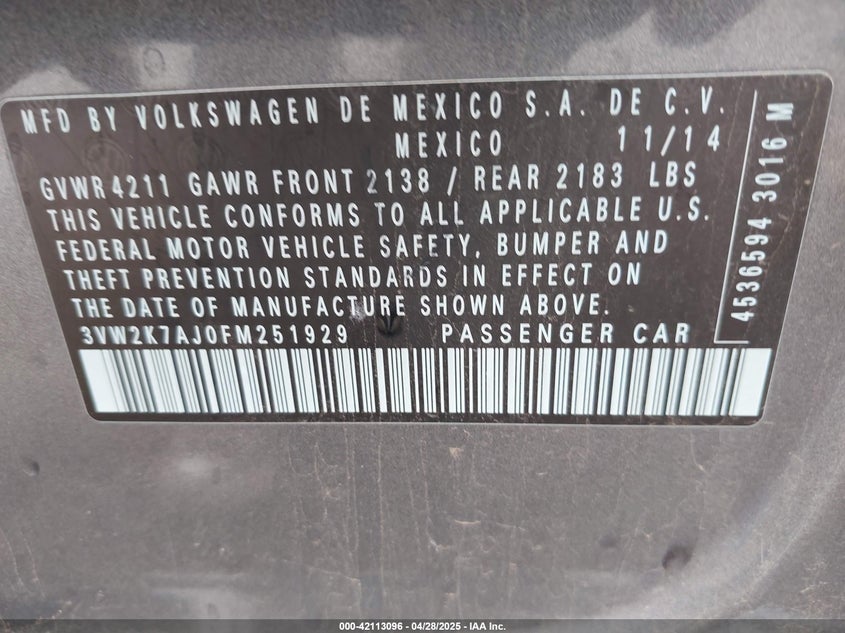 MFD BY VOLKSWAGEN DE MEXICO S.A. DE C.V.
MEXICO 11/14
GVWR 4211 GAWR FRONT 2138 / REAR 2183 LBS
THIS VEHICLE CONFORMS TO ALL APPLICABLE U.S.
FEDERAL MOTOR VEHICLE SAFETY, BUMPER AND
THEFT PREVENTION STANDARDS IN EFFECT ON
THE DATE OF MANUFACTURE SHOWN ABOVE.
3VW2K7AJ0FM251929 PASSENGER CAR
4536594 3016 M
000-42113096 | 04/28/2025 - IAA Inc.